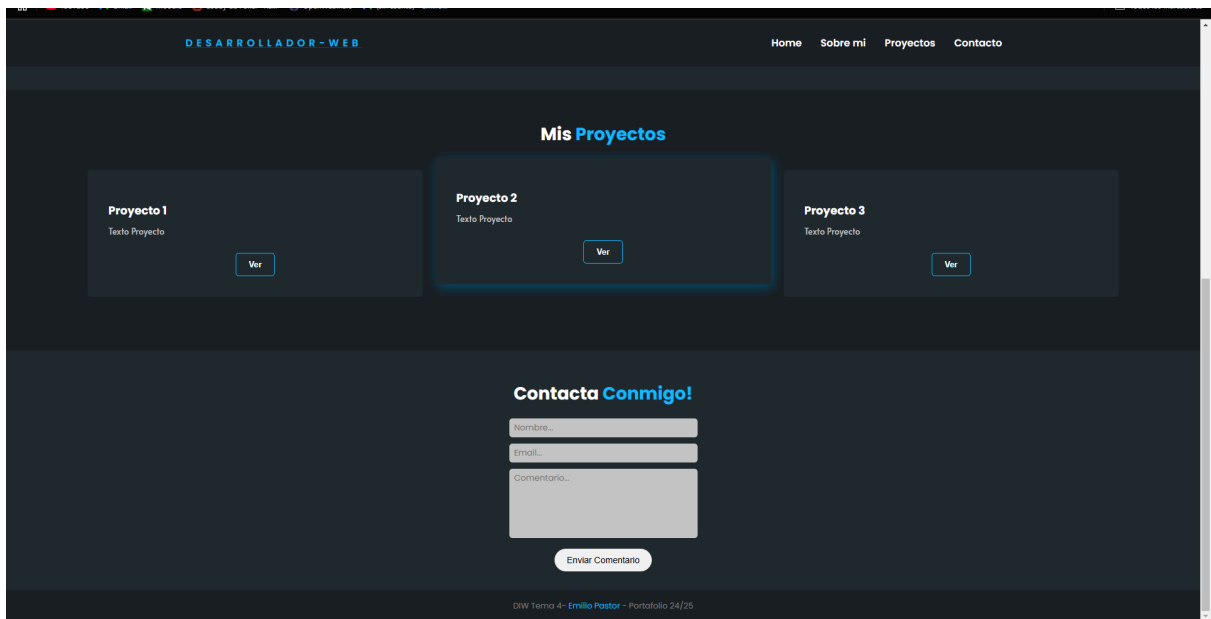 DESARROLLADOR-WEB
Home Sobre mi Proyectos Contacto
Mis Proyectos
Proyecto 1
Texto Proyecto
Ver
Proyecto 2
Texto Proyecto
Ver
Proyecto 3
Texto Proyecto
Ver
Contacta Conmigo!
Nombre...
Email...
Comentario...
Enviar Comentario
DIW Tema 4- Emilio Pastor - Portafolio 24/25